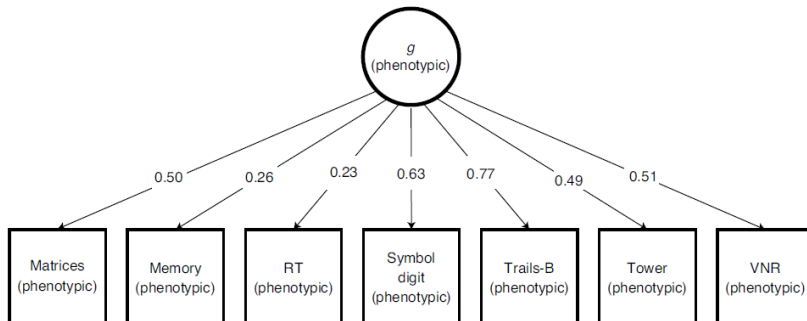 g
(phenotypic)
0.50
0.26
0.23
0.63
0.77
0.49
0.51
Matrices
(phenotypic)
Memory
(phenotypic)
RT
(phenotypic)
Symbol
digit
(phenotypic)
Trails-B
(phenotypic)
Tower
(phenotypic)
VNR
(phenotypic)